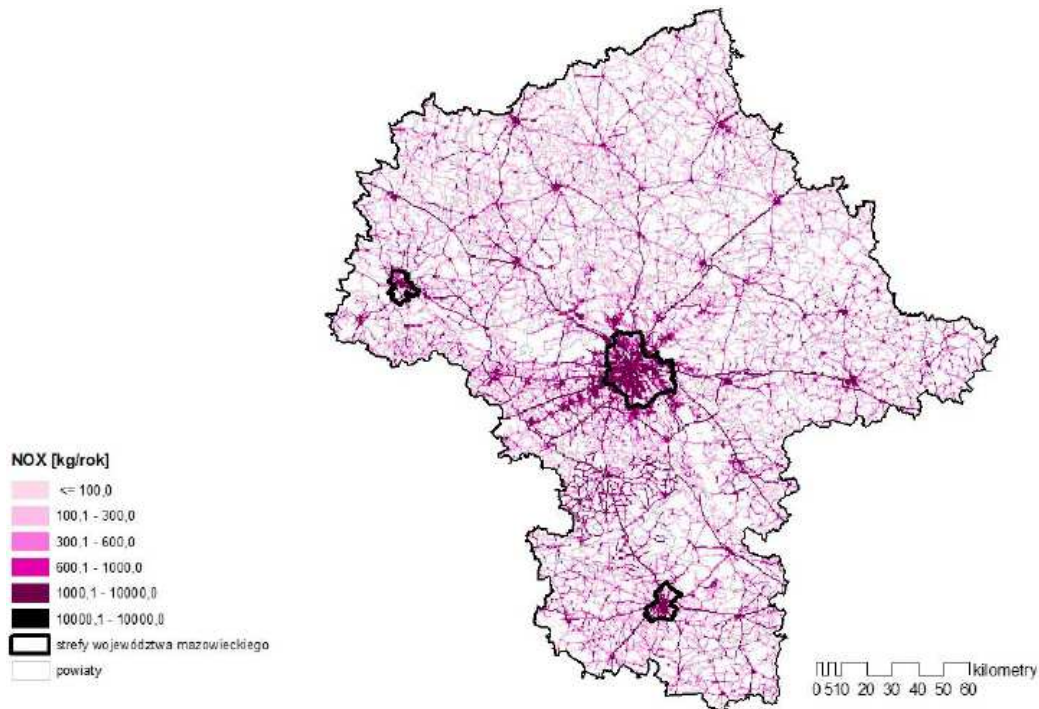 NOX [kg/rok]
<= 100,0
100,1 - 300,0
300,1 - 600,0
600,1 - 1000,0
1000,1 - 10000,0
10000,1 - 10000,0
strefy województwa mazowieckiego
powiaty
kilometry
0 5 10 20 30 40 50 60